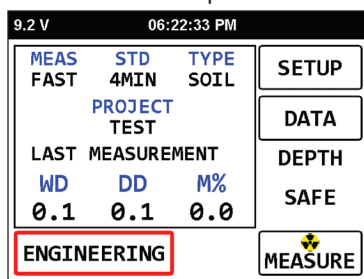 9.2 V 06:22:33 PM
MEAS STD TYPE
FAST 4MIN SOIL
PROJECT
TEST
LAST MEASUREMENT
WD DD M%
0.1 0.1 0.0
ENGINEERING
SETUP
DATA
DEPTH
SAFE
MEASURE